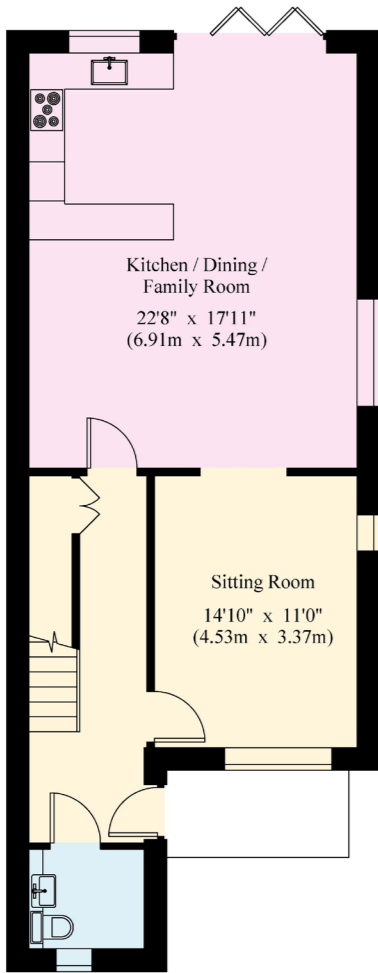 Kitchen / Dining /
Family Room
22'8" x 17'11"
(6.91m x 5.47m)
Sitting Room
14'10" x 11'0"
(4.53m x 3.37m)